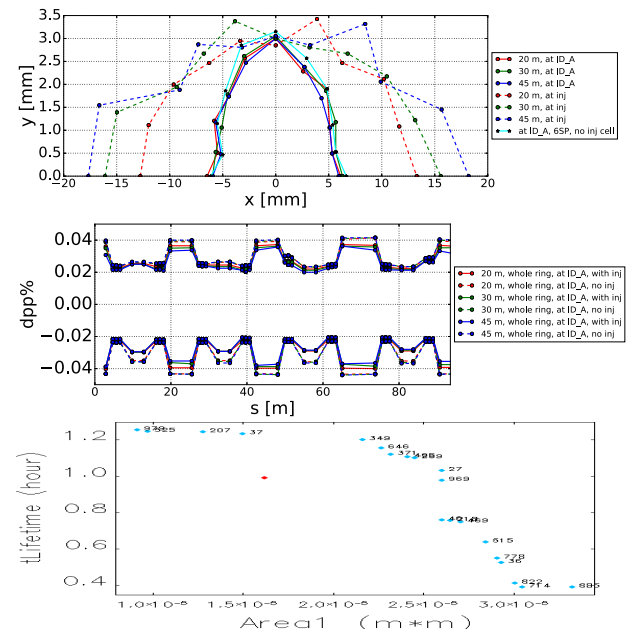 3.5
3.0
2.5
2.0
1.5
1.0
0.5
0.0
y [mm]
−20 −15 −10 −5 0 5 10 15 20
x [mm]
20 m, at ID_A
30 m, at ID_A
45 m, at ID_A
20 m, at inj
30 m, at inj
45 m, at inj
at ID_A, 6SP, no inj cell
0.04
0.02
0.00
−0.02
−0.04
dpp%
0 20 40 60 80
s [m]
20 m, whole ring, at ID_A, with inj
20 m, whole ring, at ID_A, no inj
30 m, whole ring, at ID_A, with inj
30 m, whole ring, at ID_A, no inj
45 m, whole ring, at ID_A, with inj
45 m, whole ring, at ID_A, no inj
1.2
1.0
0.8
0.6
0.4
tLifetime (hour)
325 207 37
349
646
371
27
969
469
515
778
36
822
714 885
Area1 (m*m)